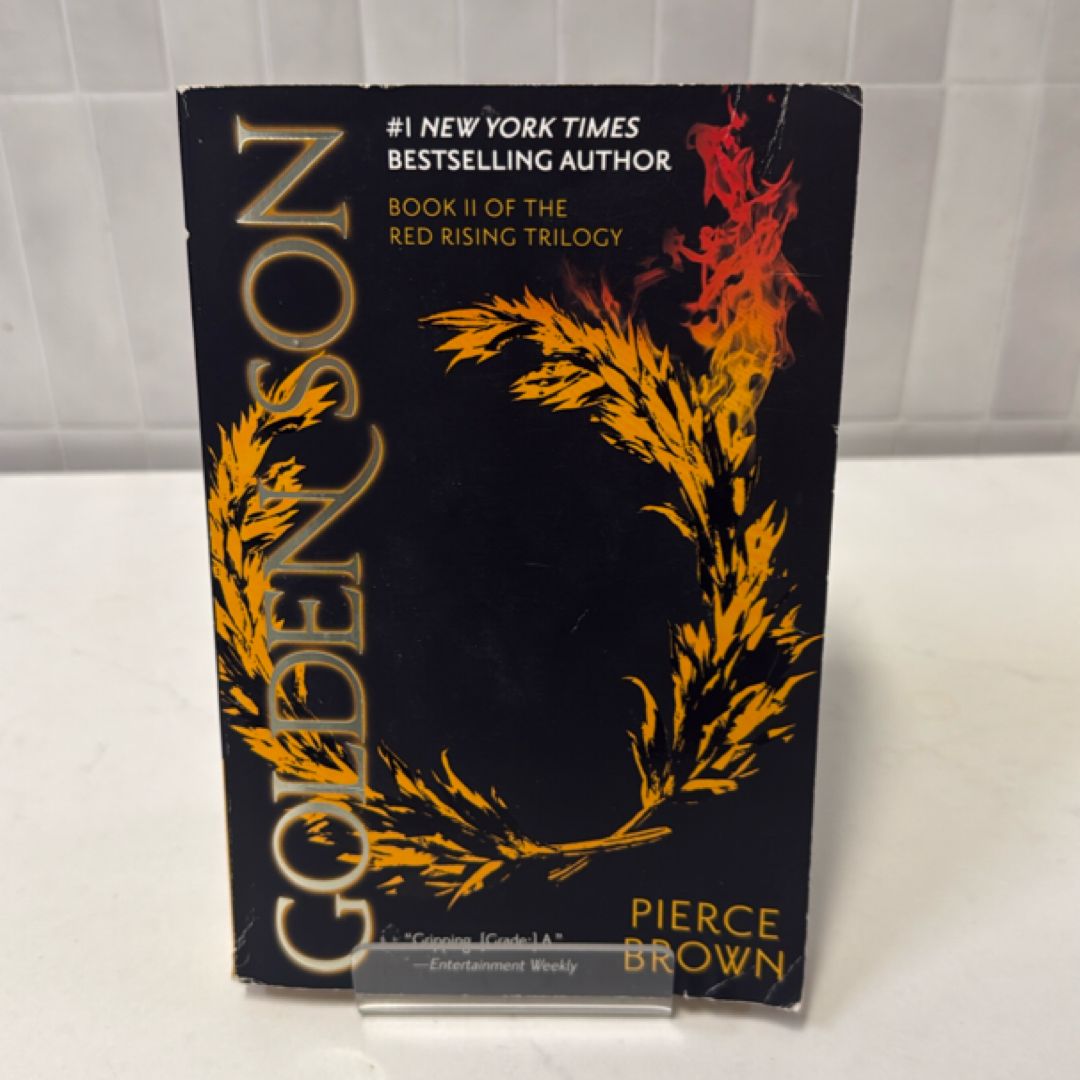 GOLDEN SON
#1 NEW YORK TIMES
BESTSELLING AUTHOR
BOOK II OF THE
RED RISING TRILOGY
"Gripping. [Grade:] A."
—Entertainment Weekly
PIERCE
BROWN